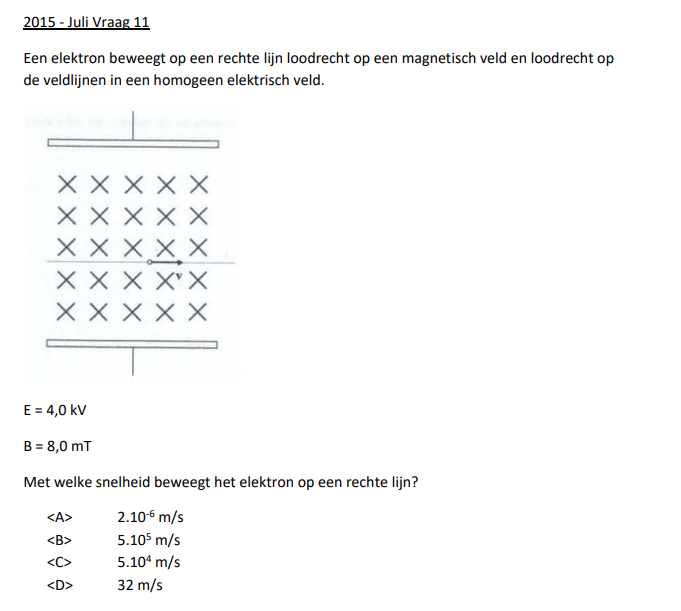 2015 - Juli Vraag 11
Een elektron beweegt op een rechte lijn loodrecht op een magnetisch veld en loodrecht op
de veldlijnen in een homogeen elektrisch veld.
v
E = 4,0 kV
B = 8,0 mT
Met welke snelheid beweegt het elektron op een rechte lijn?
<A> 2.10⁻⁶ m/s
<B> 5.10⁵ m/s
<C> 5.10⁴ m/s
<D> 32 m/s